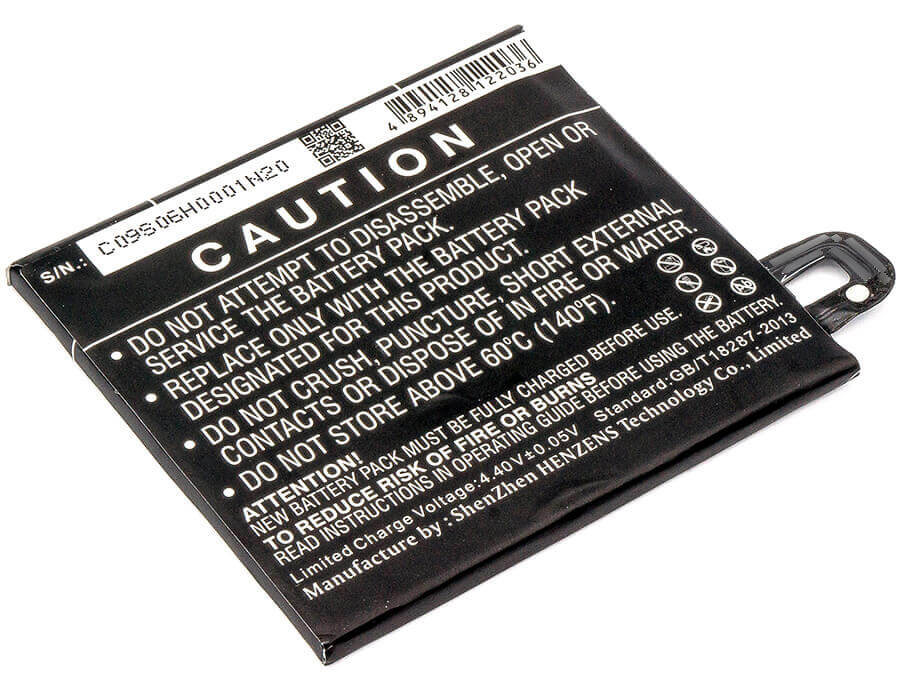 S/N.: C09S06H0001N20
4 894128 122036
CAUTION
• DO NOT ATTEMPT TO DISASSEMBLE, OPEN OR
SERVICE THE BATTERY PACK.
• REPLACE ONLY WITH THE BATTERY PACK
DESIGNATED FOR THIS PRODUCT.
• DO NOT CRUSH, PUNCTURE, SHORT EXTERNAL
CONTACTS OR DISPOSE OF IN FIRE OR WATER.
• DO NOT STORE ABOVE 60°C (140°F).
ATTENTION!
NEW BATTERY PACK MUST BE FULLY CHARGED BEFORE USE.
TO REDUCE RISK OF FIRE OR BURNS
READ INSTRUCTIONS IN OPERATING GUIDE BEFORE USING THE BATTERY.
Limited Charge Voltage:4.40V±0.05V Standard:GB/T18287-2013
Manufacture by : ShenZhen HENZENS Technology Co., Limited